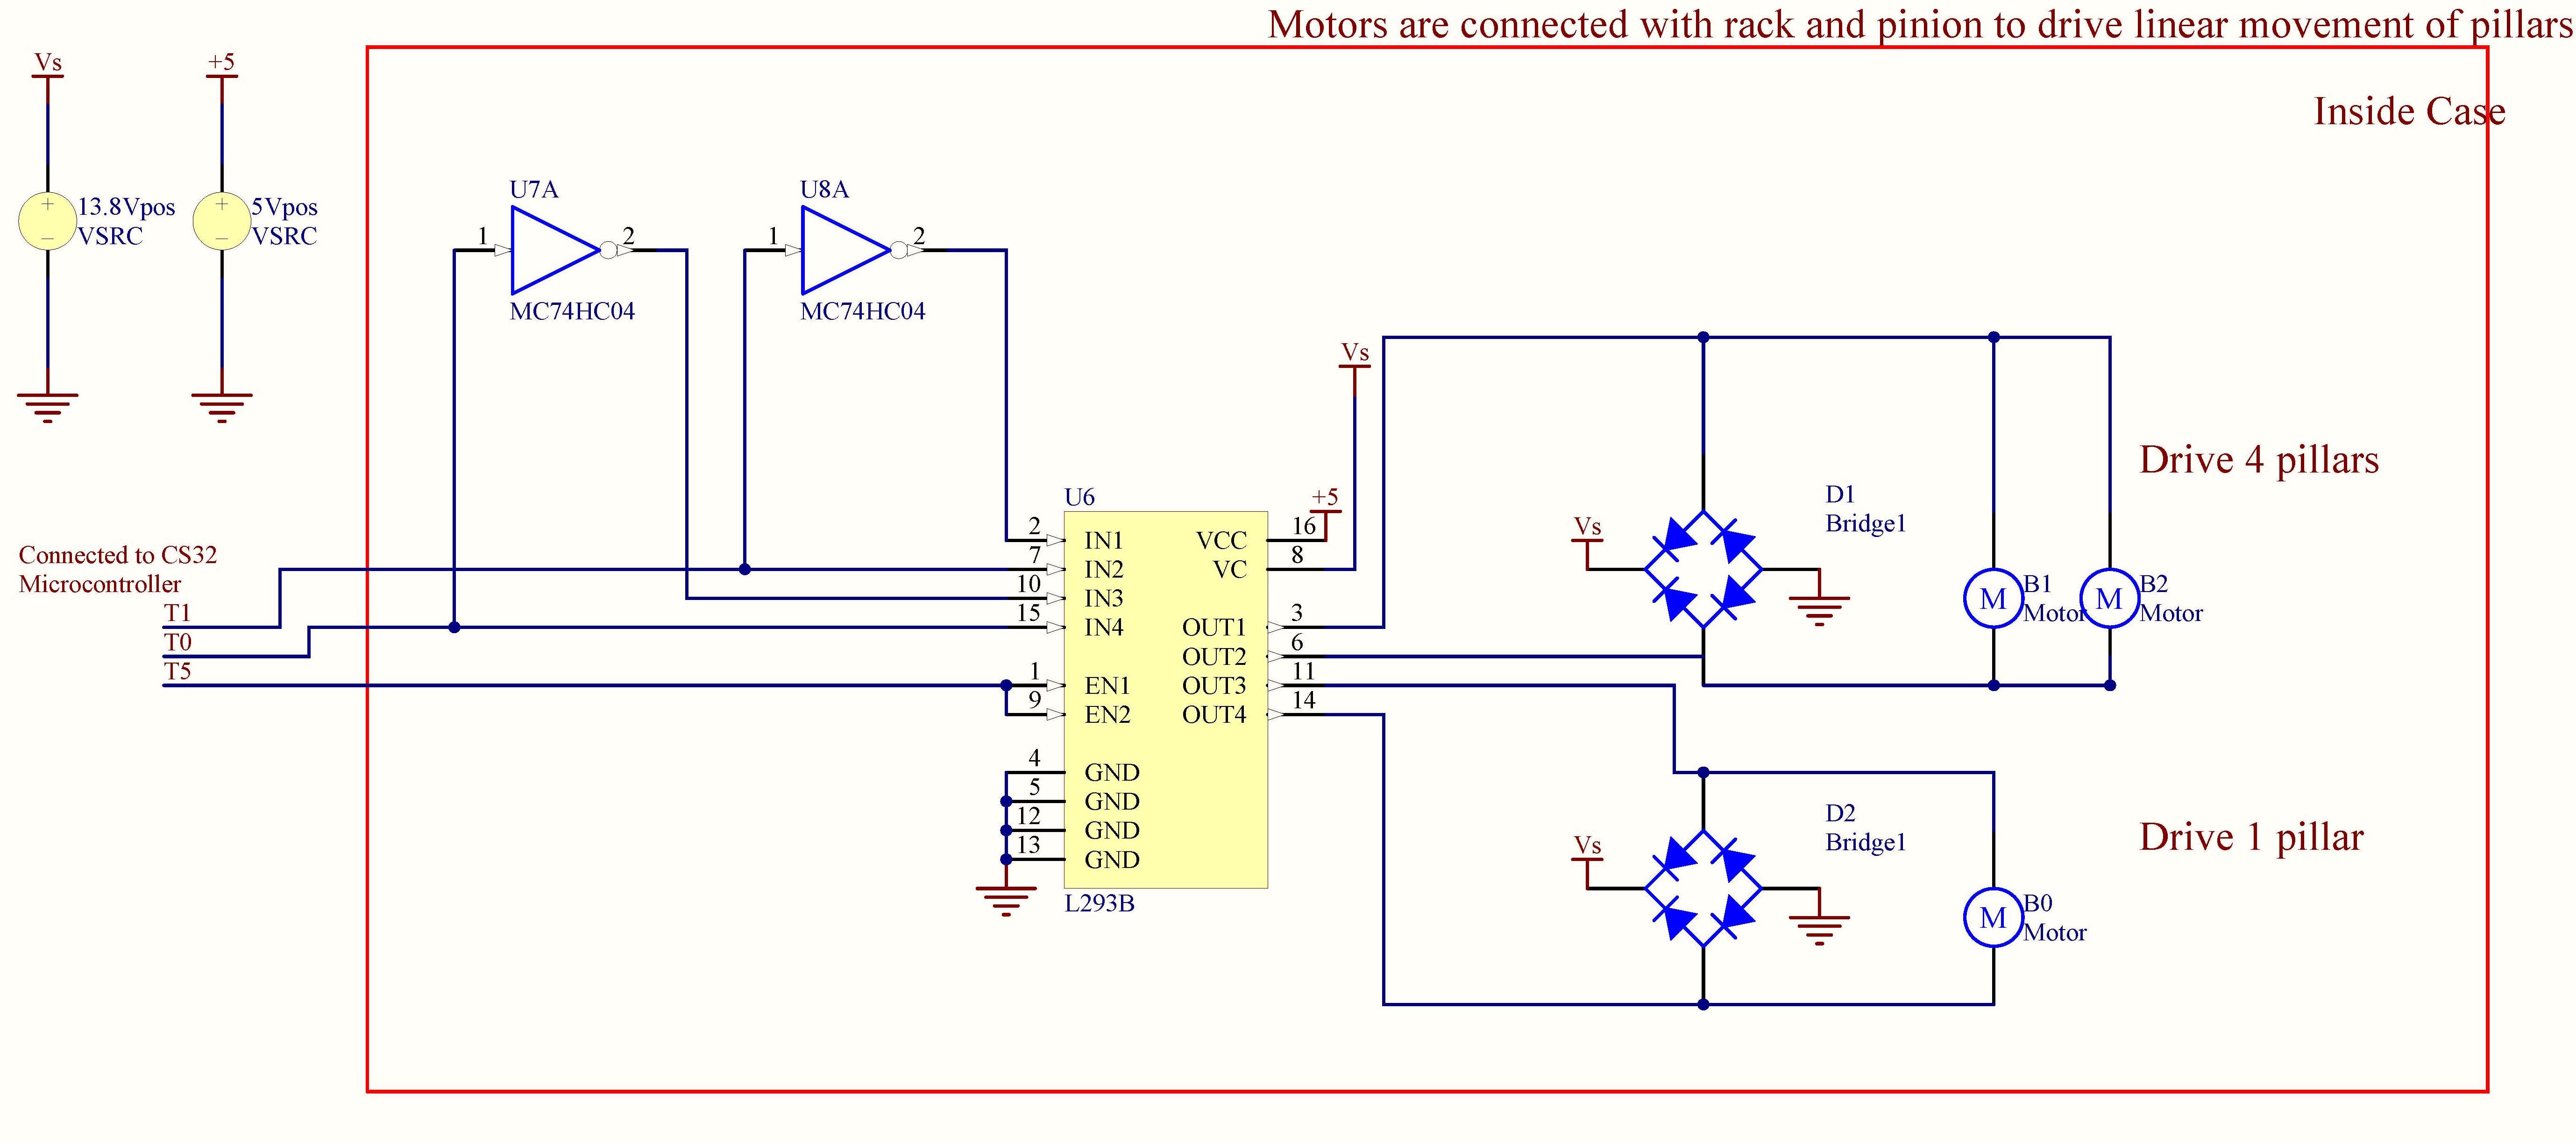 Motors are connected with rack and pinion to drive linear movement of pillars
Inside Case
Vs
+5
13.8Vpos
VSRC
5Vpos
VSRC
U7A
1
2
MC74HC04
U8A
1
2
MC74HC04
Connected to CS32
Microcontroller
T1
T0
T5
U6
2 IN1
7 IN2
10 IN3
15 IN4
1 EN1
9 EN2
4 GND
5 GND
12 GND
13 GND
VCC 16
VC 8
OUT1 3
OUT2 6
OUT3 11
OUT4 14
L293B
+5
Vs
Vs
D1
Bridge1
M
B1
Motor
M
B2
Motor
Drive 4 pillars
Vs
D2
Bridge1
M
B0
Motor
Drive 1 pillar